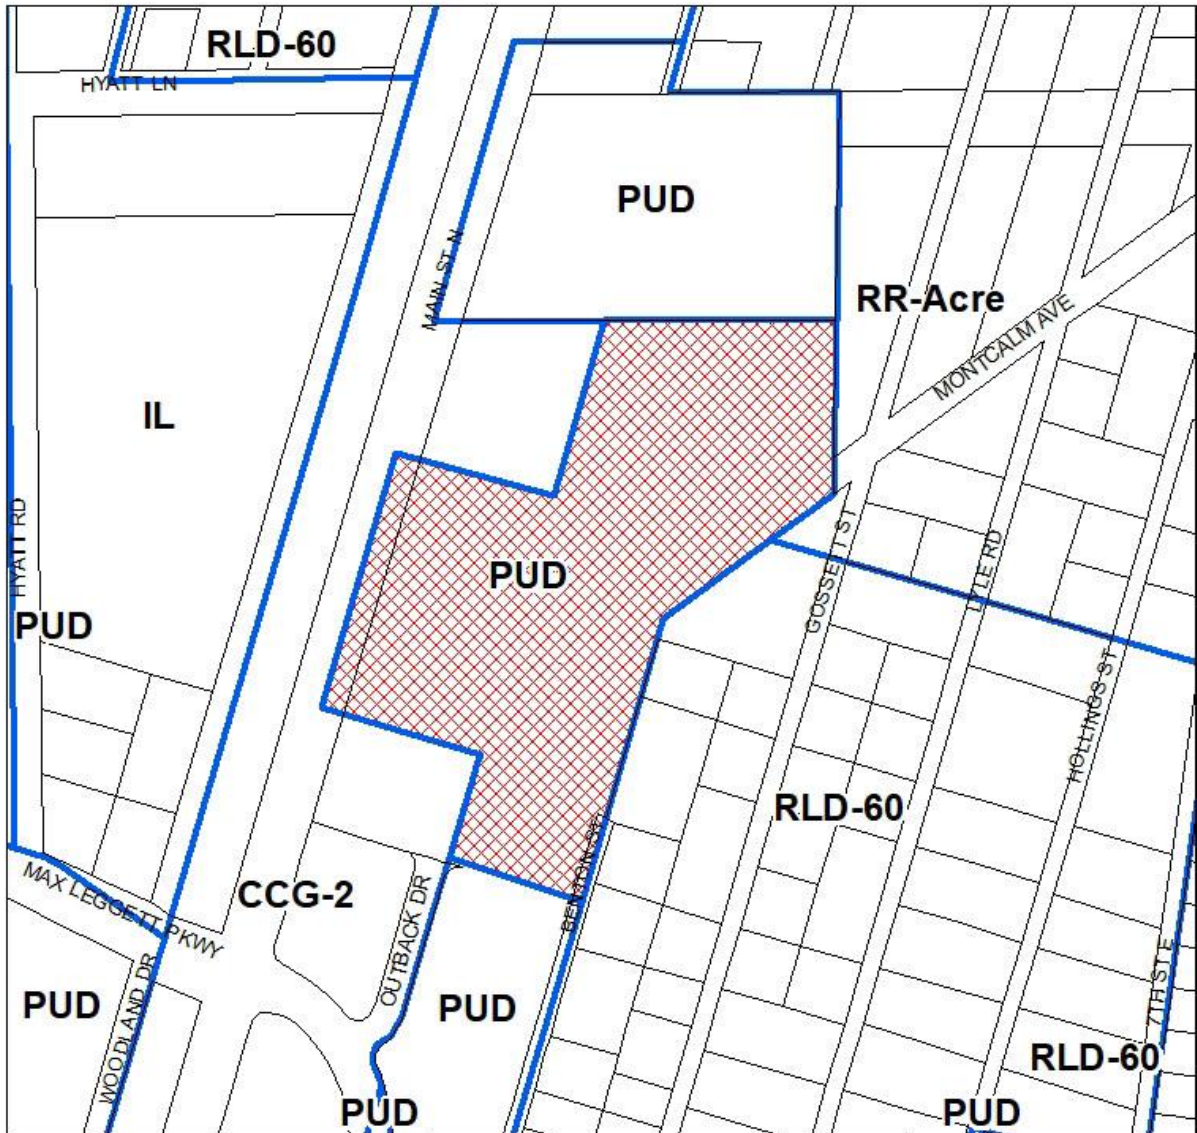 RLD-60
HYATT LN
PUD
MAIN ST N
RR-Acre
MONTCALM AVE
IL
HYATT RD
PUD
PUD
GOSSETT ST
LYLE RD
HOLLINGS ST
RLD-60
BENTON ST
CCG-2
MAX LEGGETT PKWY
OUTBACK DR
WOODLAND DR
7TH ST E
PUD
PUD
RLD-60
PUD
PUD